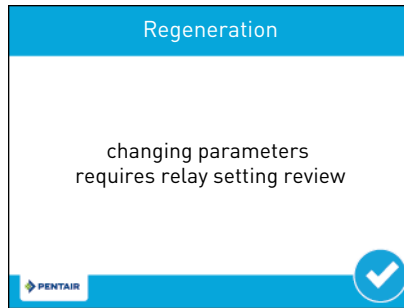 Regeneration
changing parameters
requires relay setting review
PENTAIR